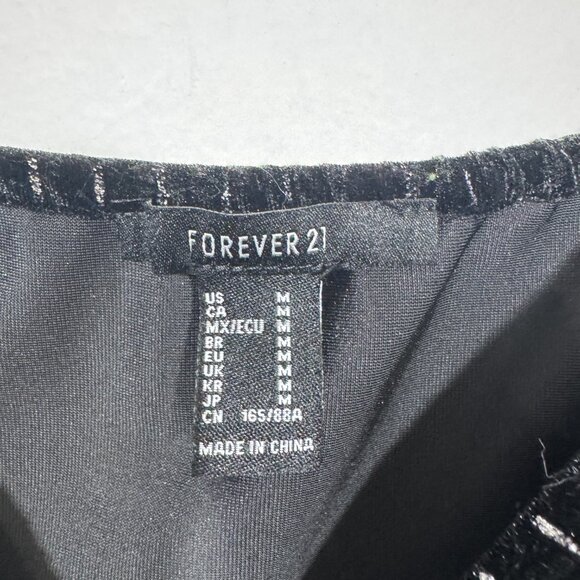 FOREVER 21
US M
CA M
MX/ECU M
BR M
EU M
UK M
KR M
JP M
CN 165/88A
MADE IN CHINA